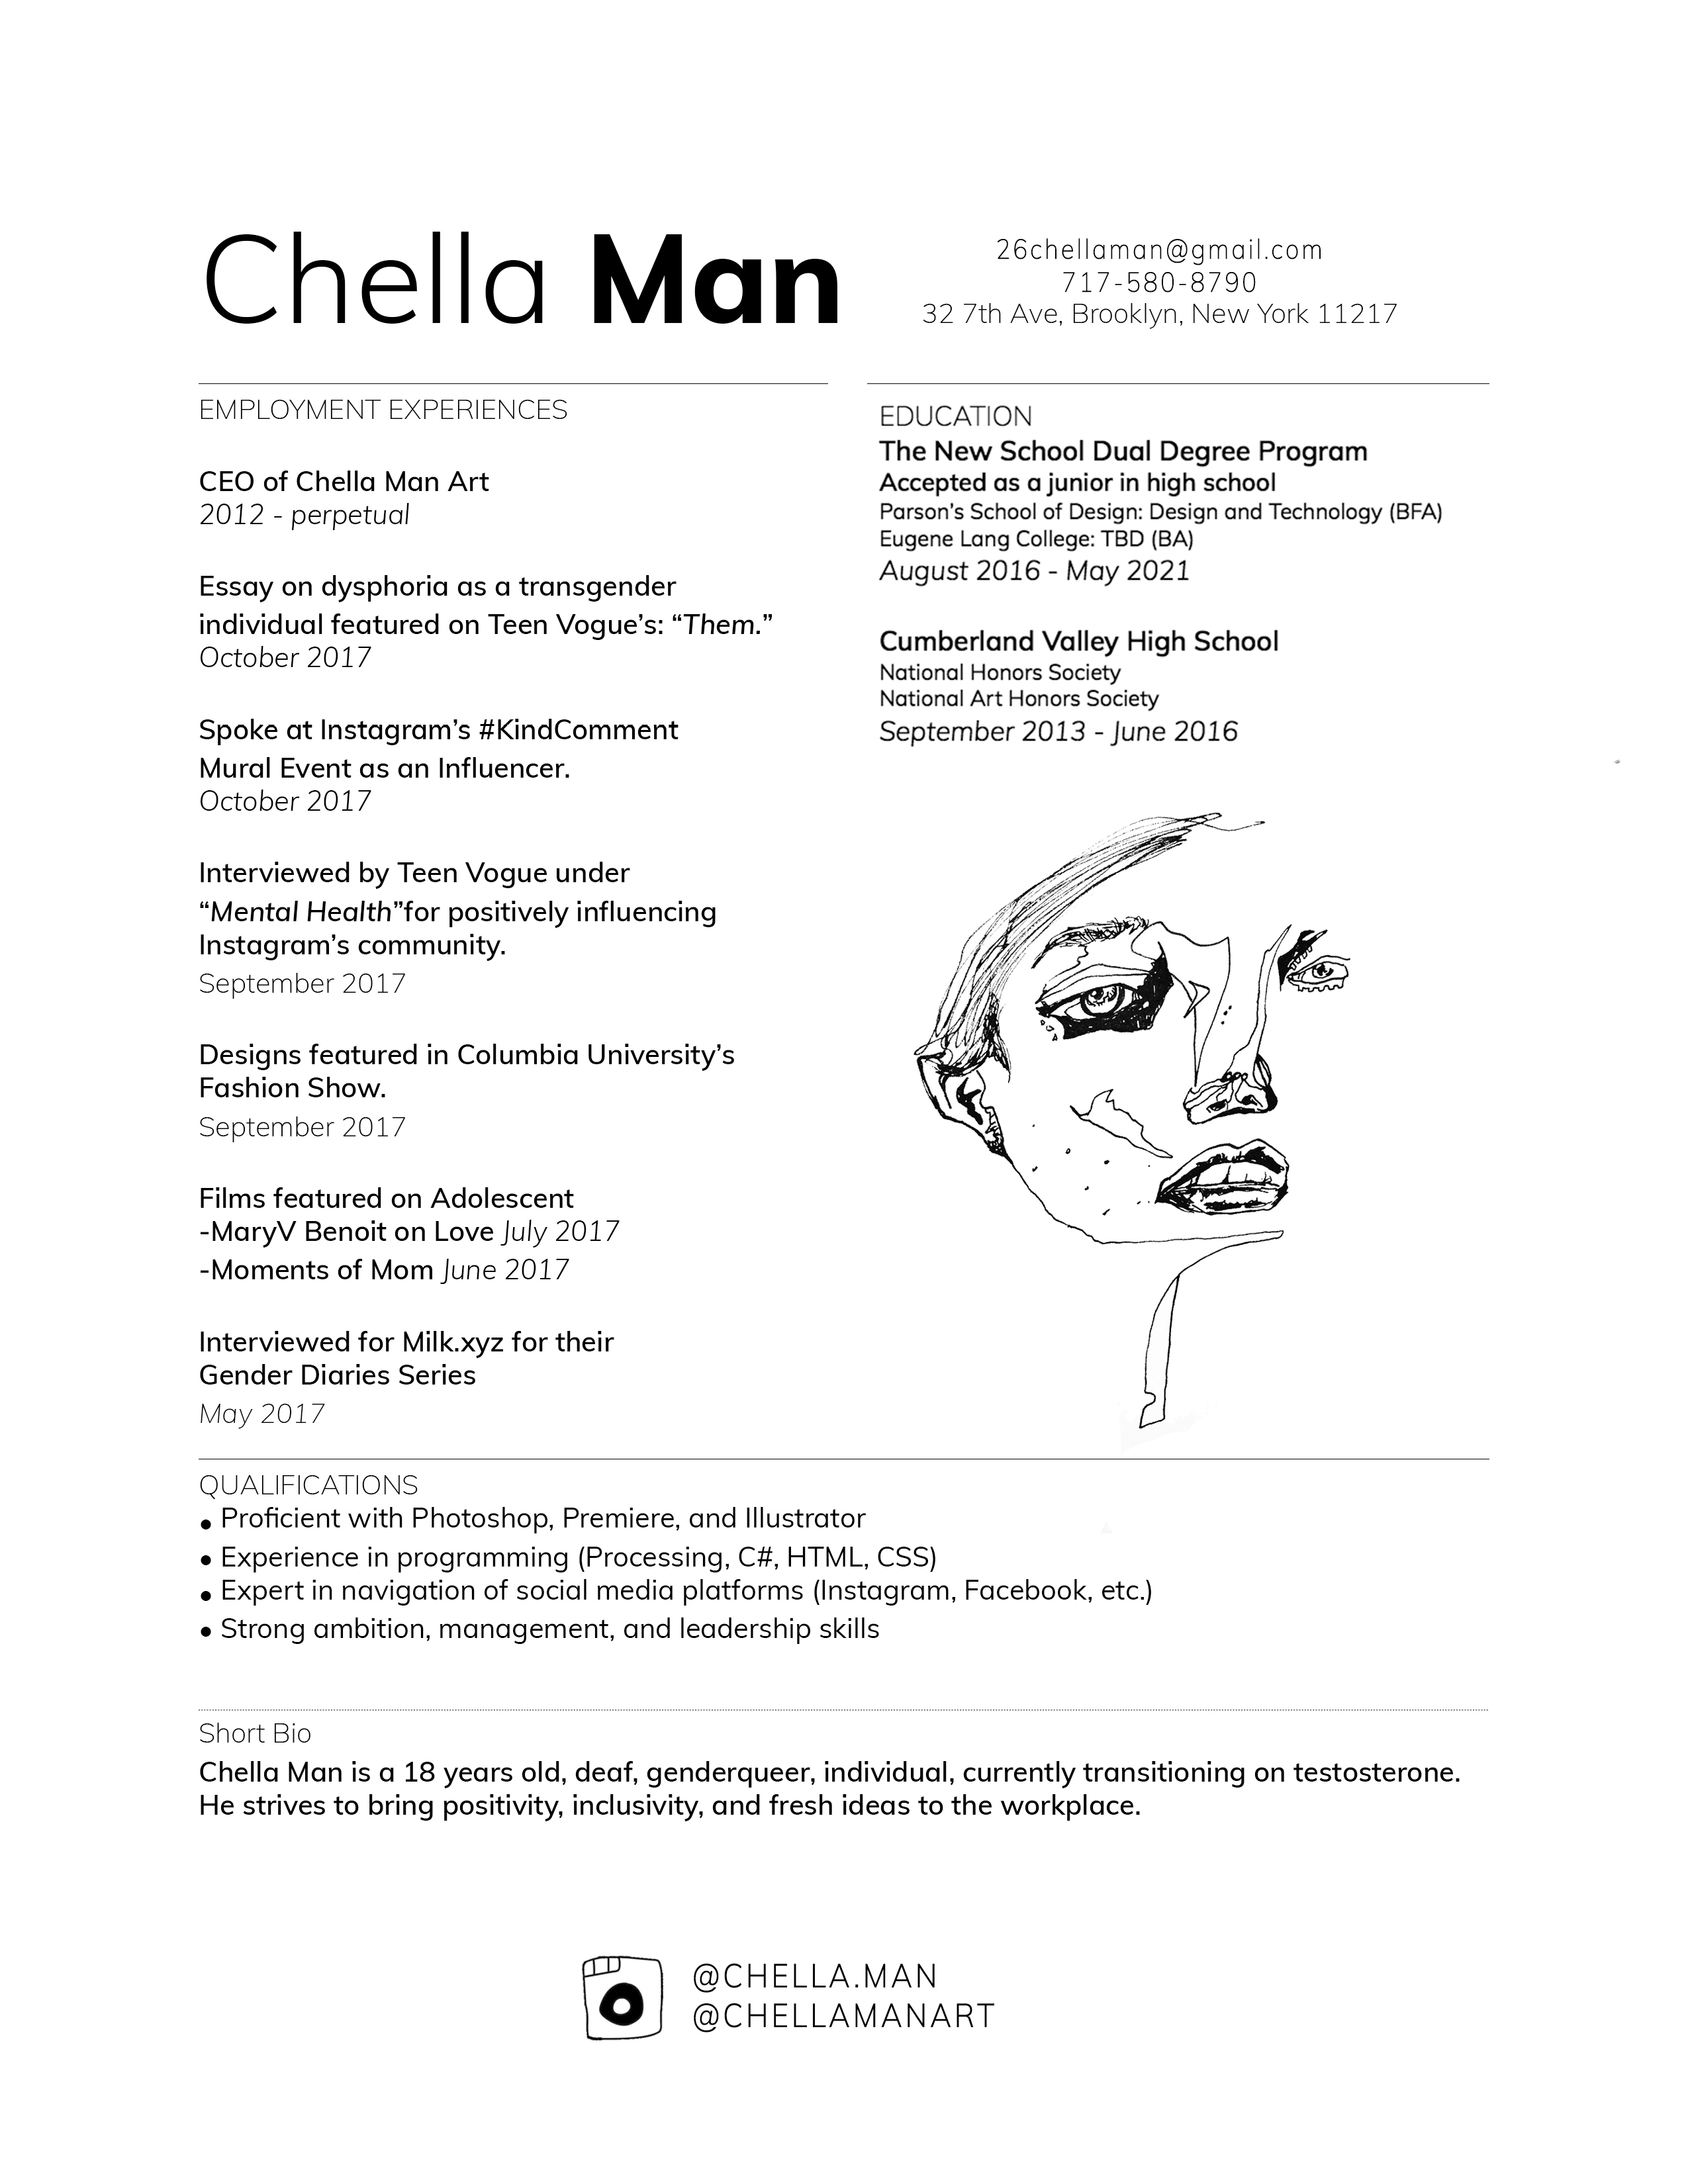 Chella Man
26chellaman@gmail.com
717-580-8790
32 7th Ave, Brooklyn, New York 11217
EMPLOYMENT EXPERIENCES
CEO of Chella Man Art
2012 - perpetual
Essay on dysphoria as a transgender
individual featured on Teen Vogue’s: “Them.”
October 2017
Spoke at Instagram’s #KindComment
Mural Event as an Influencer.
October 2017
Interviewed by Teen Vogue under
“Mental Health”for positively influencing
Instagram’s community.
September 2017
Designs featured in Columbia University’s
Fashion Show.
September 2017
Films featured on Adolescent
-MaryV Benoit on Love July 2017
-Moments of Mom June 2017
Interviewed for Milk.xyz for their
Gender Diaries Series
May 2017
EDUCATION
The New School Dual Degree Program
Accepted as a junior in high school
Parson’s School of Design: Design and Technology (BFA)
Eugene Lang College: TBD (BA)
August 2016 - May 2021
Cumberland Valley High School
National Honors Society
National Art Honors Society
September 2013 - June 2016
QUALIFICATIONS
• Proficient with Photoshop, Premiere, and Illustrator
• Experience in programming (Processing, C#, HTML, CSS)
• Expert in navigation of social media platforms (Instagram, Facebook, etc.)
• Strong ambition, management, and leadership skills
Short Bio
Chella Man is a 18 years old, deaf, genderqueer, individual, currently transitioning on testosterone.
He strives to bring positivity, inclusivity, and fresh ideas to the workplace.
@CHELLA.MAN
@CHELLAMANART